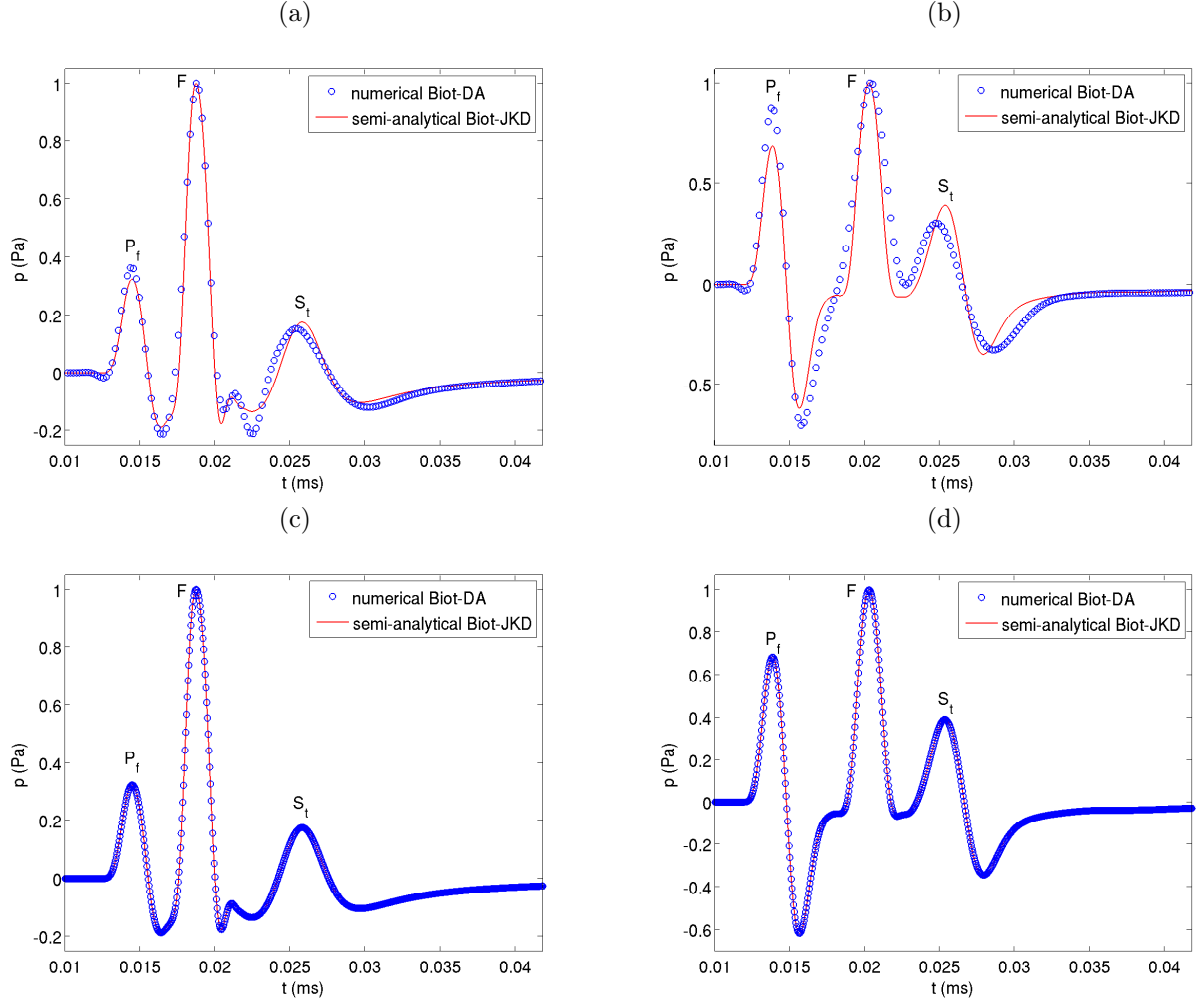 (a)
numerical Biot-DA
semi-analytical Biot-JKD
F
P_f
S_t
1
0.8
0.6
0.4
0.2
0
-0.2
p (Pa)
0.01 0.015 0.02 0.025 0.03 0.035 0.04
t (ms)
(b)
numerical Biot-DA
semi-analytical Biot-JKD
P_f
F
S_t
1
0.5
0
0.5
p (Pa)
0.01 0.015 0.02 0.025 0.03 0.035 0.04
t (ms)
(c)
numerical Biot-DA
semi-analytical Biot-JKD
F
P_f
S_t
1
0.8
0.6
0.4
0.2
0
-0.2
p (Pa)
0.01 0.015 0.02 0.025 0.03 0.035 0.04
t (ms)
(d)
numerical Biot-DA
semi-analytical Biot-JKD
F
P_f
S_t
1
0.8
0.6
0.4
0.2
0
-0.2
-0.4
-0.6
p (Pa)
0.01 0.015 0.02 0.025 0.03 0.035 0.04
t (ms)